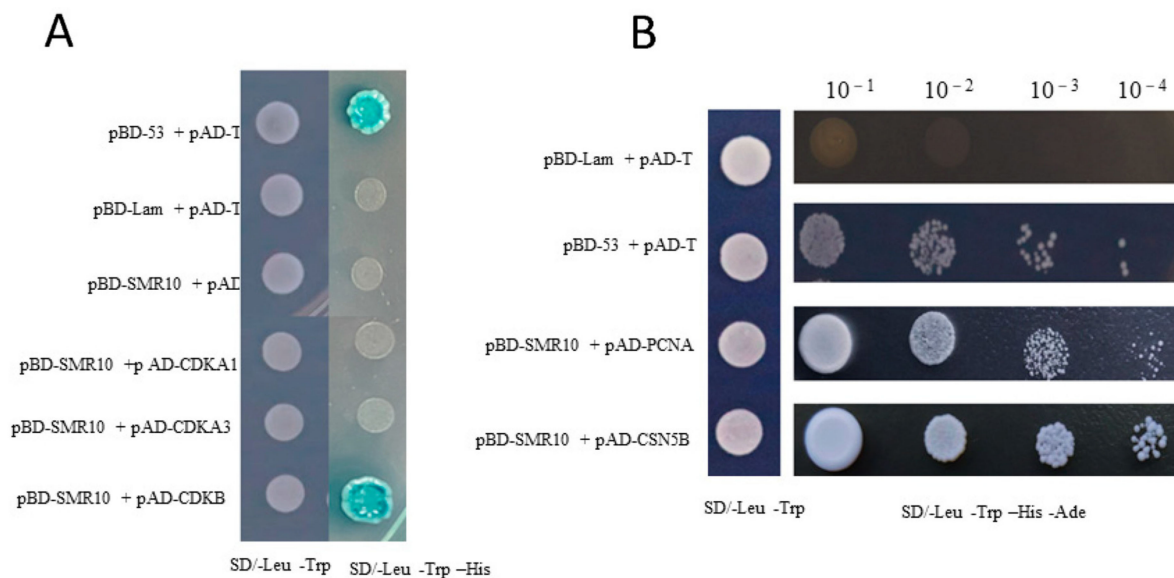 A
pBD-53 + pAD-T
pBD-Lam + pAD-T
pBD-SMR10 + pAD
pBD-SMR10 +p AD-CDKA1
pBD-SMR10 + pAD-CDKA3
pBD-SMR10 + pAD-CDKB
SD/-Leu -Trp
SD/-Leu -Trp –His
B
10⁻¹ 10⁻² 10⁻³ 10⁻⁴
pBD-Lam + pAD-T
pBD-53 + pAD-T
pBD-SMR10 + pAD-PCNA
pBD-SMR10 + pAD-CSN5B
SD/-Leu -Trp
SD/-Leu -Trp –His -Ade